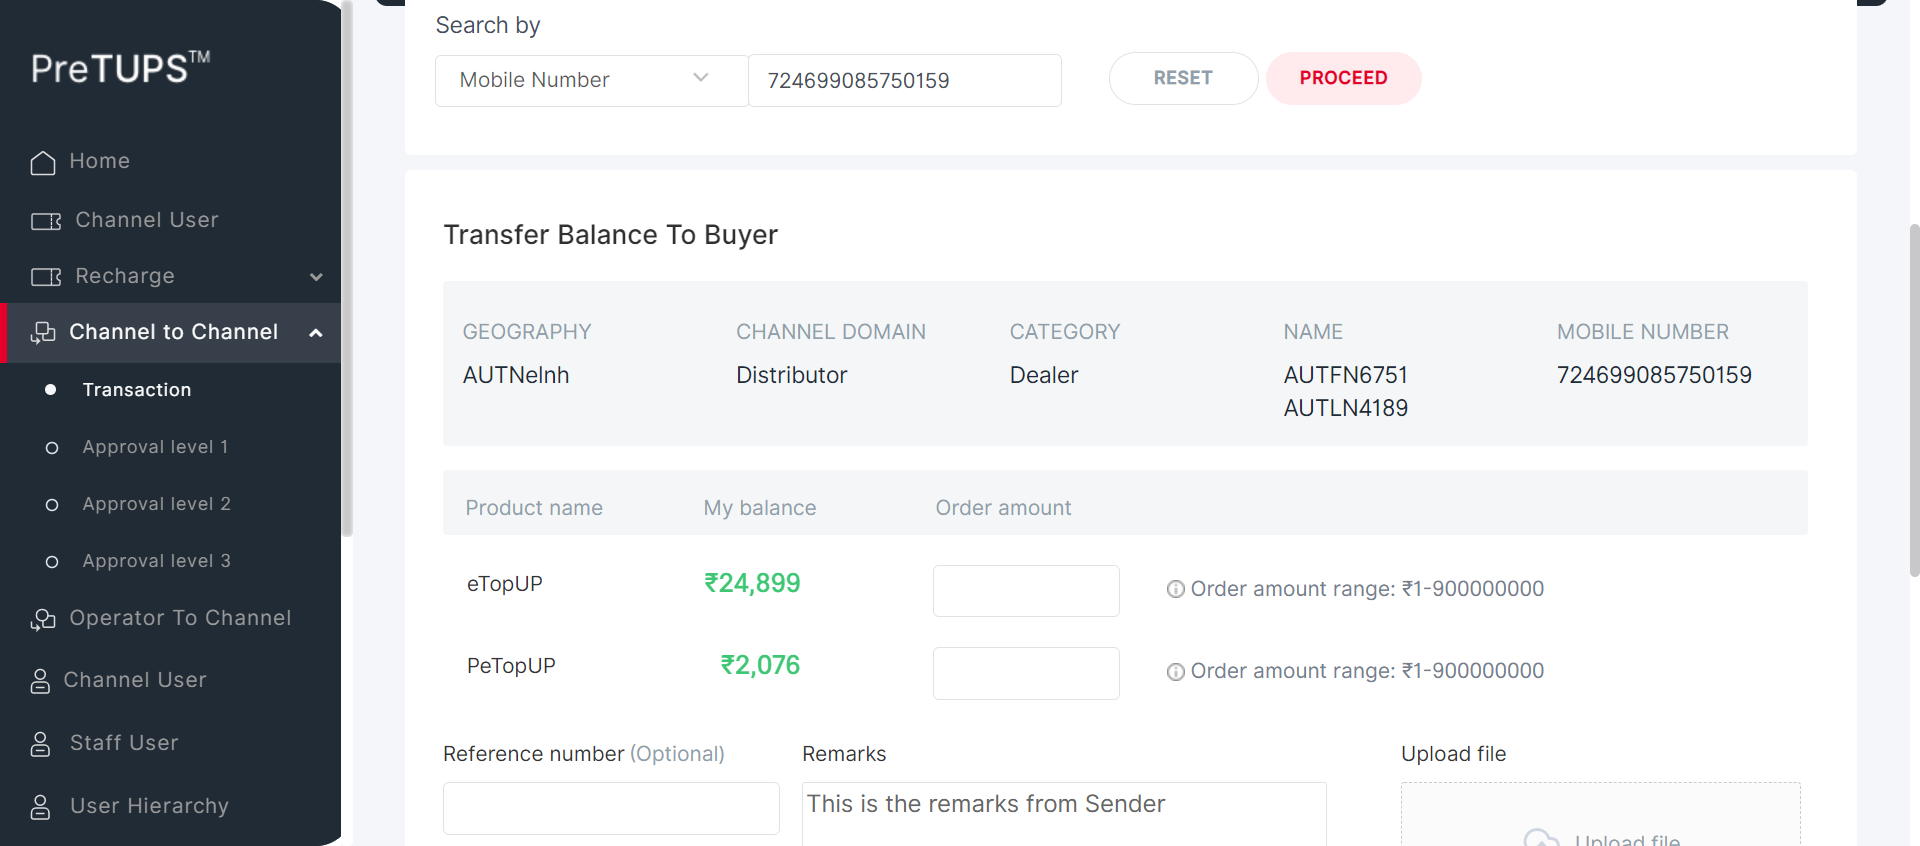 PreTUPS™
Home
Channel User
Recharge
Channel to Channel
Transaction
Approval level 1
Approval level 2
Approval level 3
Operator To Channel
Channel User
Staff User
User Hierarchy
Search by
Mobile Number 724699085750159 RESET PROCEED
Transfer Balance To Buyer
GEOGRAPHY CHANNEL DOMAIN CATEGORY NAME MOBILE NUMBER
AUTNelnh Distributor Dealer AUTFN6751 724699085750159
AUTLN4189
Product name My balance Order amount
eTopUP ₹24,899 Order amount range: ₹1-900000000
PeTopUP ₹2,076 Order amount range: ₹1-900000000
Reference number (Optional) Remarks Upload file
This is the remarks from Sender
Upload file